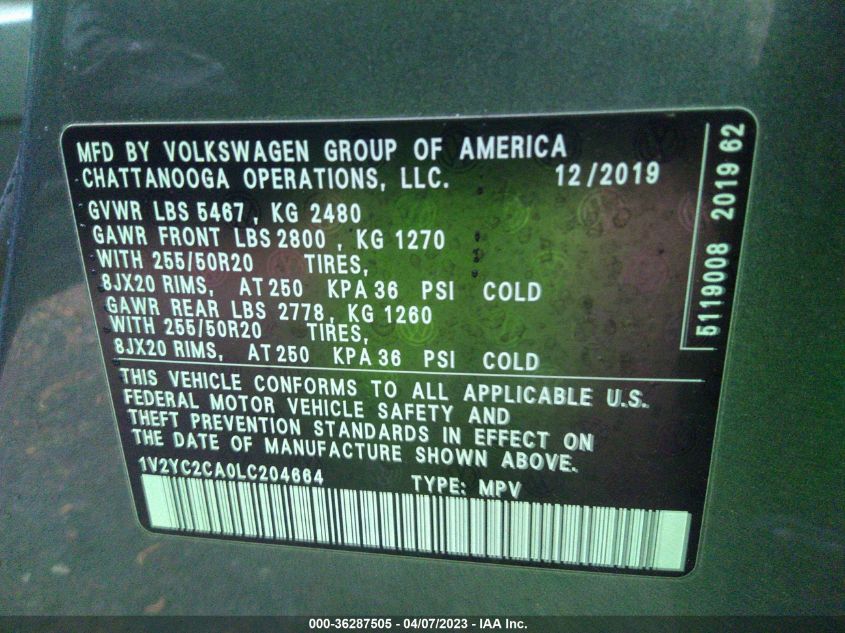 MFD BY VOLKSWAGEN GROUP OF AMERICA
CHATTANOOGA OPERATIONS, LLC. 12/2019
GVWR LBS 5467, KG 2480
GAWR FRONT LBS 2800, KG 1270
WITH 255/50R20 TIRES,
8JX20 RIMS, AT 250 KPA 36 PSI COLD
GAWR REAR LBS 2778, KG 1260
WITH 255/50R20 TIRES,
8JX20 RIMS, AT 250 KPA 36 PSI COLD
THIS VEHICLE CONFORMS TO ALL APPLICABLE U.S.
FEDERAL MOTOR VEHICLE SAFETY AND
THEFT PREVENTION STANDARDS IN EFFECT ON
THE DATE OF MANUFACTURE SHOWN ABOVE.
1V2YC2CA0LC204664 TYPE: MPV
5119008 2019 62
000-36287505 - 04/07/2023 - IAA Inc.